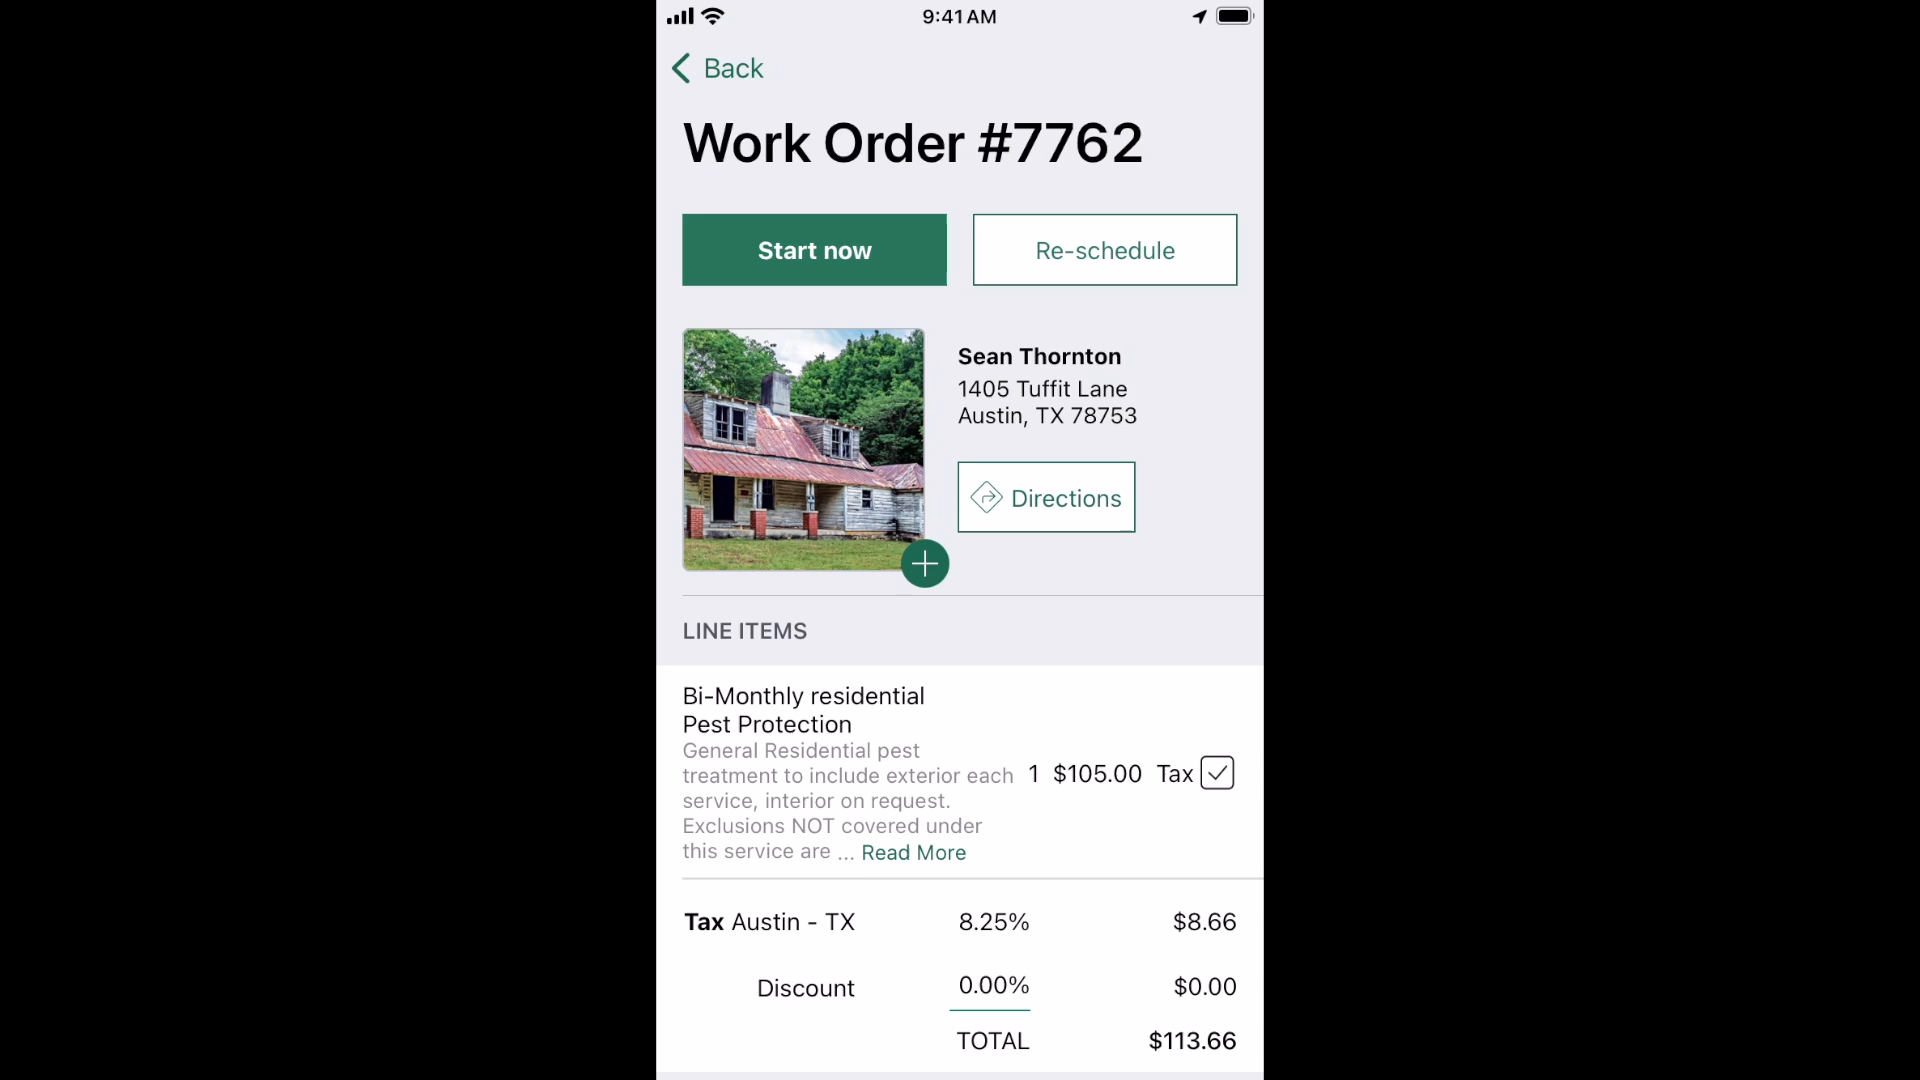 9:41 AM
Back
Work Order #7762
Start now
Re-schedule
Sean Thornton
1405 Tuffit Lane
Austin, TX 78753
Directions
LINE ITEMS
Bi-Monthly residential
Pest Protection
General Residential pest
treatment to include exterior each
service, interior on request.
Exclusions NOT covered under
this service are ... Read More
1 $105.00 Tax
Tax Austin - TX 8.25% $8.66
Discount 0.00% $0.00
TOTAL $113.66